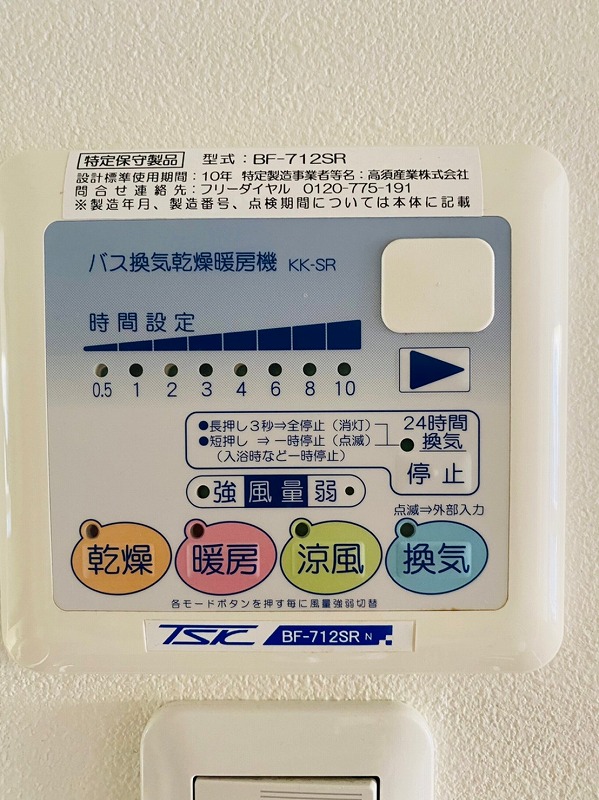 特定保守製品 型式：BF-712SR
設計標準使用期間：10年 特定製造事業者等名：高須産業株式会社
問合せ連絡先：フリーダイヤル 0120-775-191
※製造年月、製造番号、点検期間については本体に記載
バス換気乾燥暖房機 KK-SR
時間設定
0.5 1 2 3 4 6 8 10
●長押し3秒⇒全停止（消灯）
●短押し ⇒一時停止（点滅）
（入浴時など一時停止）
24時間
換気
停止
強 風量 弱
点滅⇒外部入力
乾燥 暖房 涼風 換気
各モードボタンを押す毎に風量強弱切替
TSK BF-712SR N